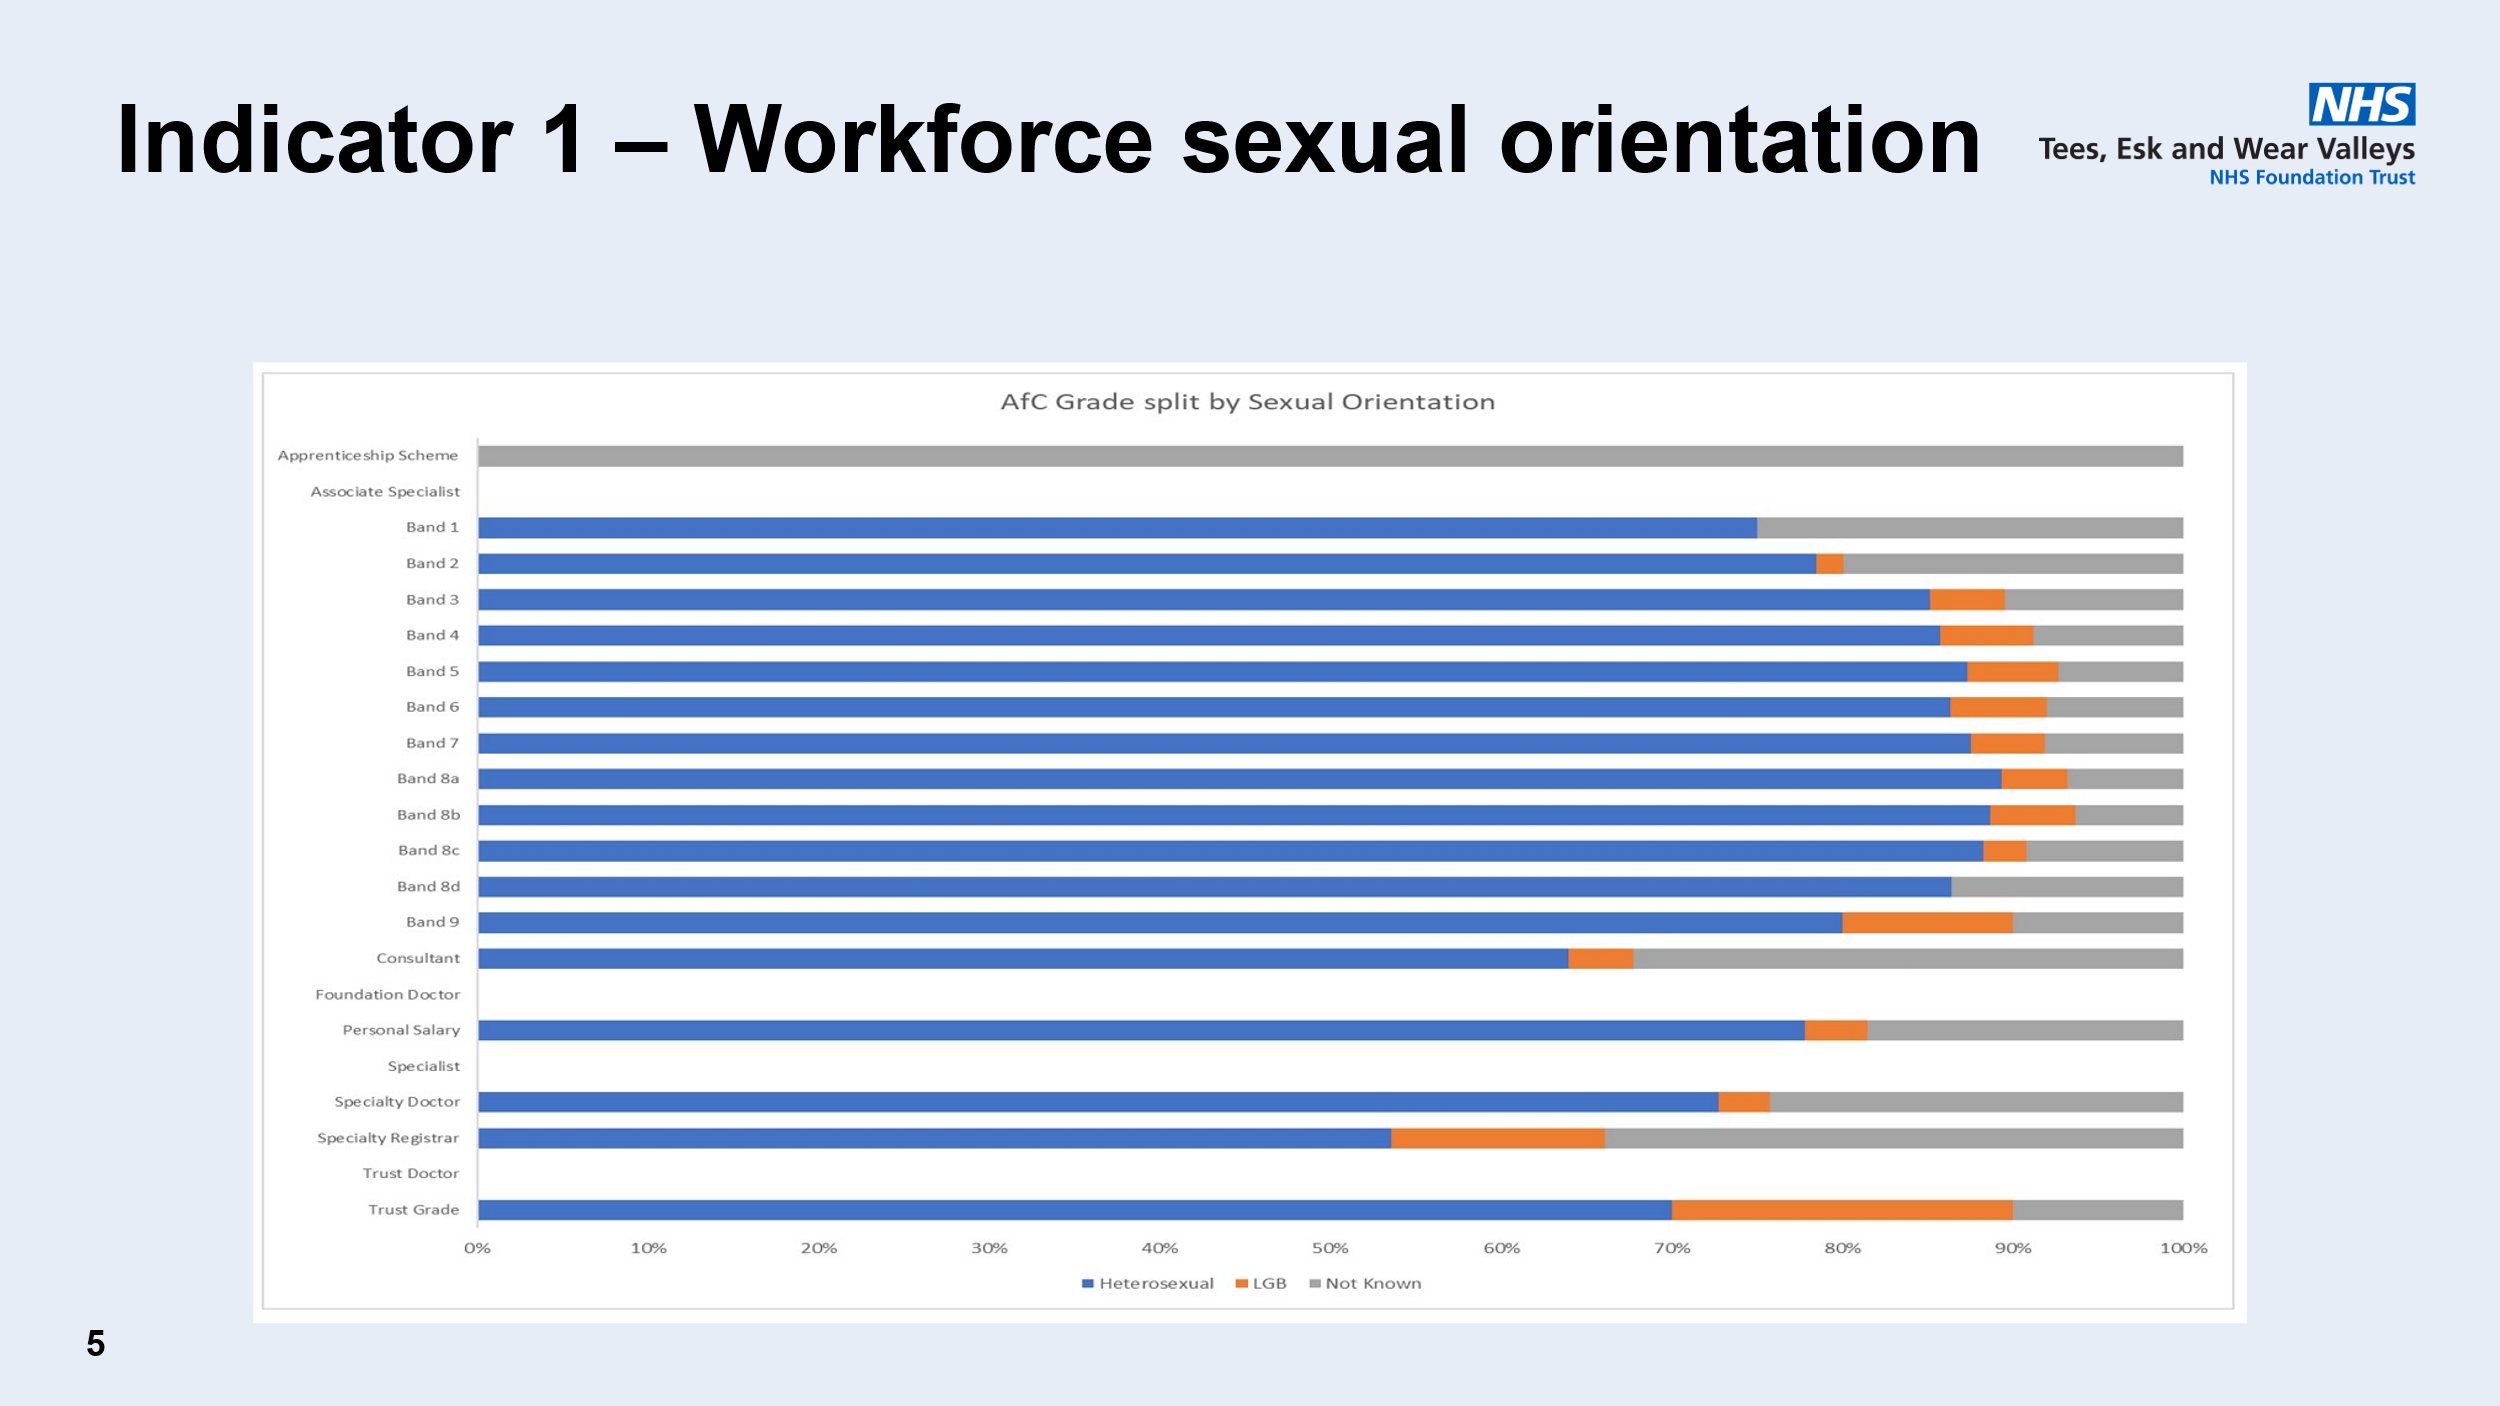 Indicator 1 – Workforce sexual orientation
NHS
Tees, Esk and Wear Valleys
NHS Foundation Trust
AfC Grade split by Sexual Orientation
Apprenticeship Scheme
Associate Specialist
Band 1
Band 2
Band 3
Band 4
Band 5
Band 6
Band 7
Band 8a
Band 8b
Band 8c
Band 8d
Band 9
Consultant
Foundation Doctor
Personal Salary
Specialist
Specialty Doctor
Specialty Registrar
Trust Doctor
Trust Grade
0% 10% 20% 30% 40% 50% 60% 70% 80% 90% 100%
Heterosexual LGB Not Known
5